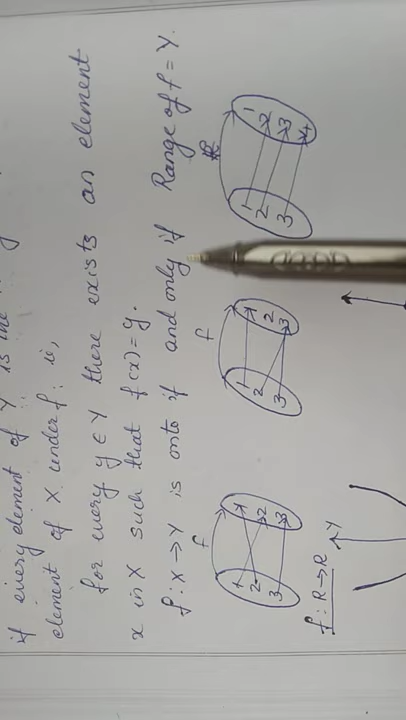 if every element of Y is the
element of X under f: ie,
for every y ∈ Y there exists an element
x in X such that f(x)=y.
f: X → Y is onto if and only if Range of f = Y.
f f
1 1 1 1 1 1
2 2 2 2 2 2
3 3 3 3 3 3
4
f: R→R
Y